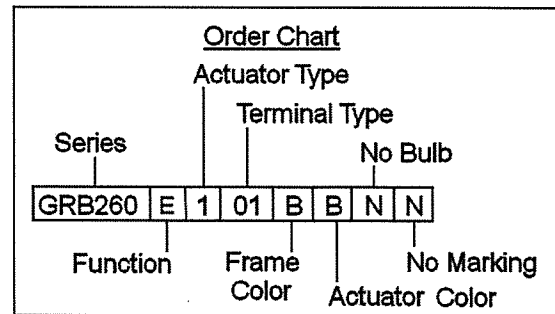 Order Chart
Actuator Type
Terminal Type
Series
No Bulb
GRB260 E 1 01 B B N N
Function
Frame
Color
No Marking
Actuator Color